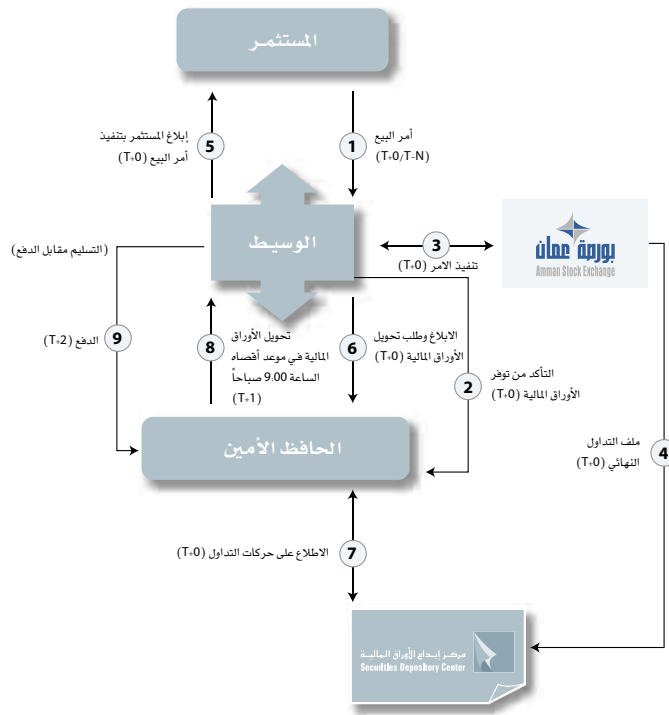 المستثمر
إبلاغ المستثمر بتنفيذ
أمر البيع (T+0)
5
1
أمر البيع
(T+0/T-N)
الوسيط
3
تنفيذ الامر (T+0)
بورصة عمان
Amman Stock Exchange
(التسليم مقابل الدفع)
9
الدفع (T+2)
8
تحويل الأوراق
المالية في موعد أقصاه
الساعة 9:00 صباحاً
(T+1)
6
الابلاغ وطلب تحويل
الأوراق المالية (T+0)
2
التأكد من توفر
الأوراق المالية (T+0)
الحافظ الأمين
4
ملف التداول
النهائي (T+0)
7
الاطلاع على حركات التداول (T+0)
مركز إيداع الأوراق المالية
Securities Depository Center